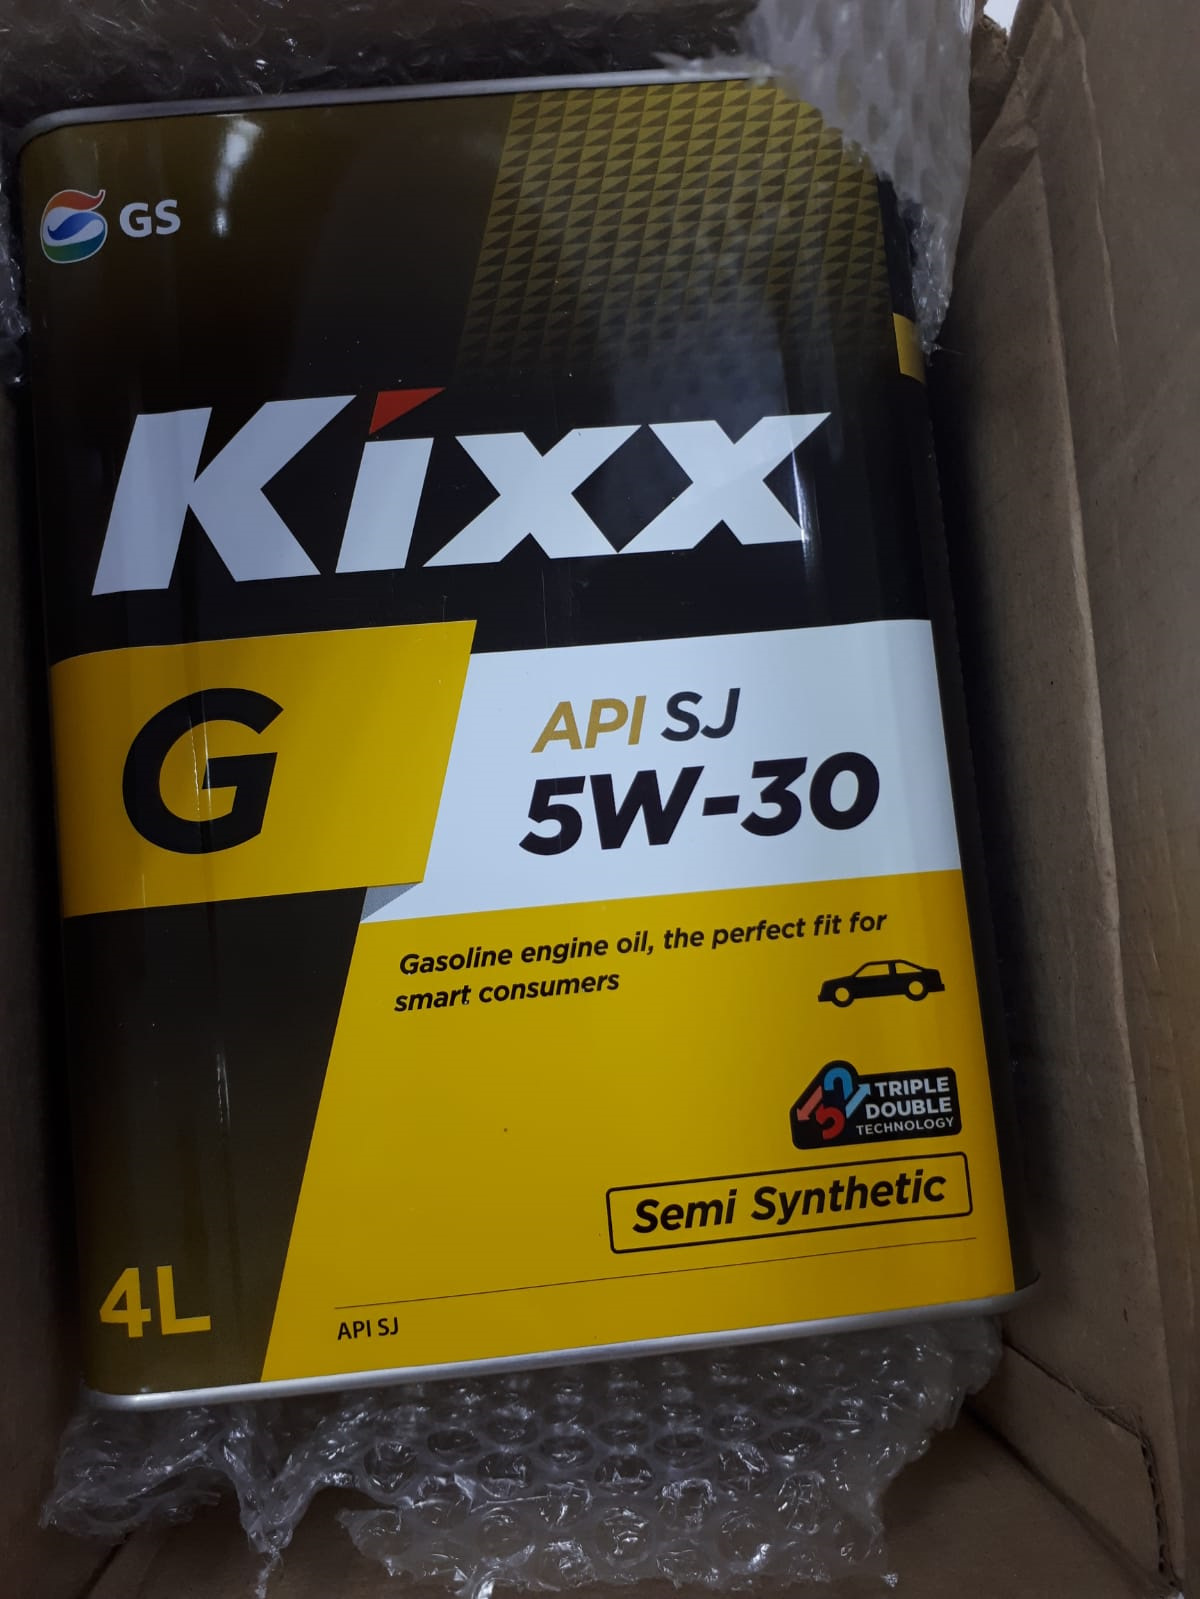 GS
Kixx
G
API SJ
5W-30
Gasoline engine oil, the perfect fit for
smart consumers
TRIPLE
DOUBLE
TECHNOLOGY
Semi Synthetic
4L
API SJ